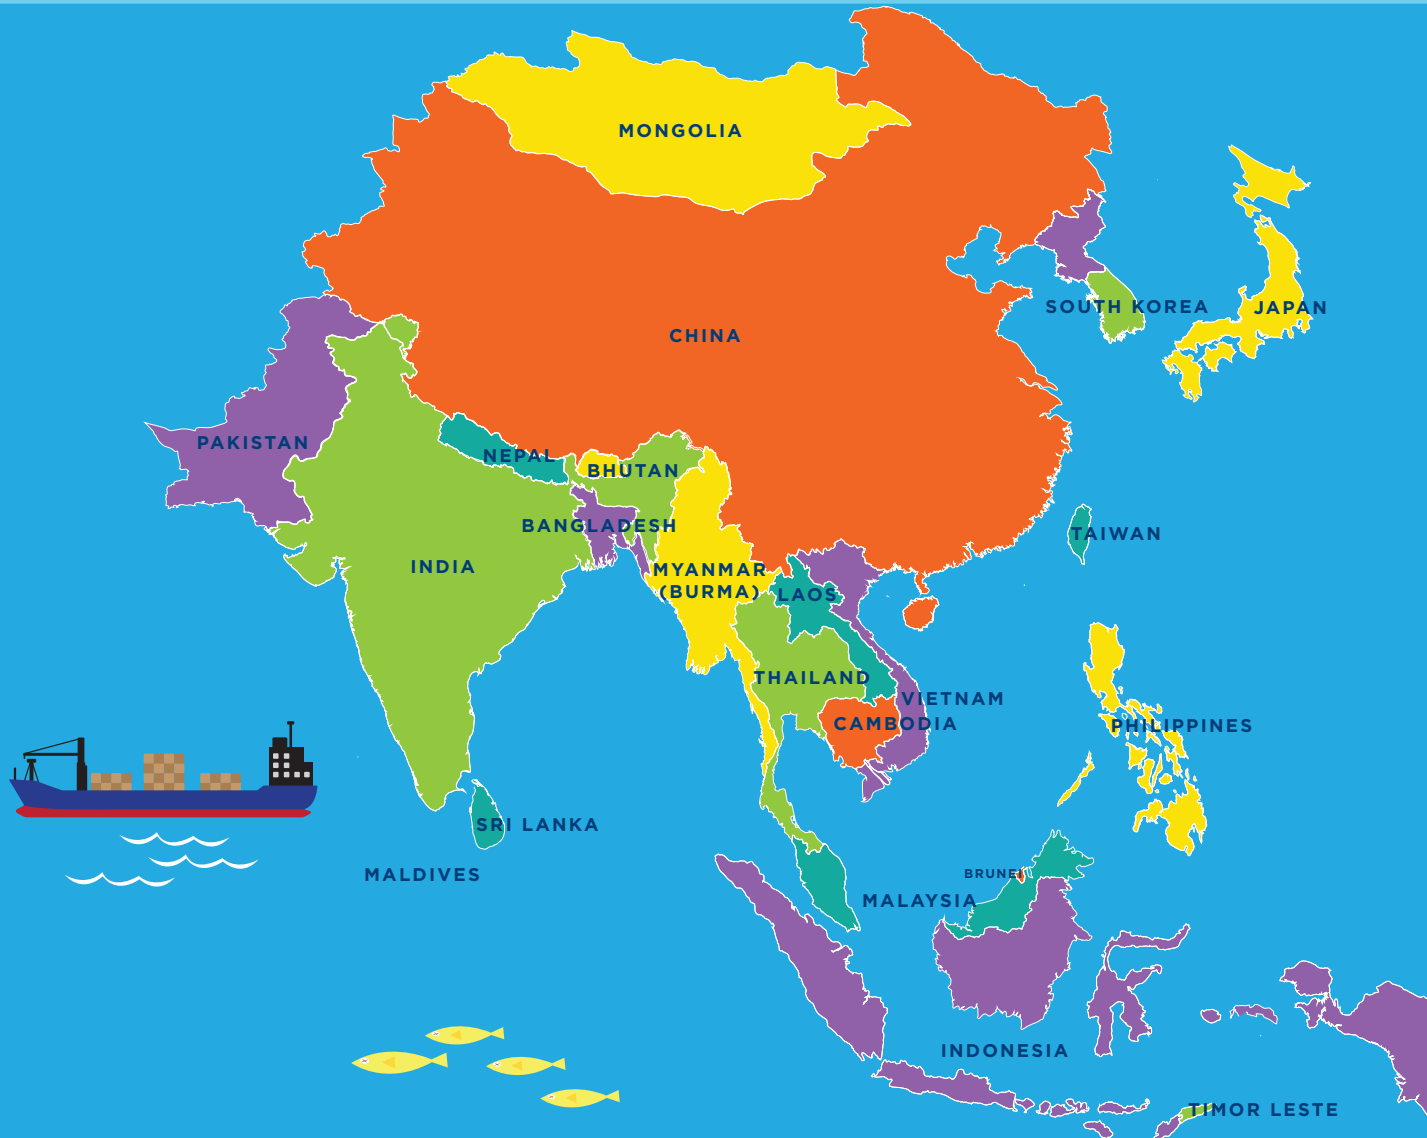 MONGOLIA
SOUTH KOREA
JAPAN
CHINA
PAKISTAN
NEPAL
BHUTAN
BANGLADESH
TAIWAN
INDIA
MYANMAR
(BURMA)
LAOS
THAILAND
VIETNAM
CAMBODIA
PHILIPPINES
SRI LANKA
MALDIVES
BRUNEI
MALAYSIA
INDONESIA
TIMOR LESTE